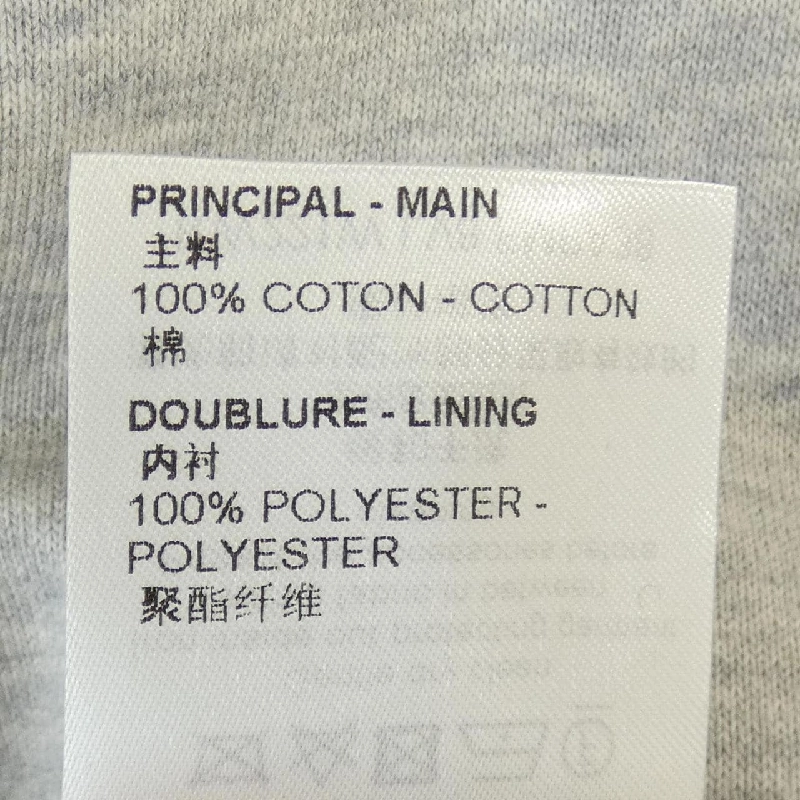 PRINCIPAL - MAIN
主料
100% COTON - COTTON
棉
DOUBLURE - LINING
内衬
100% POLYESTER -
POLYESTER
聚酯纤维